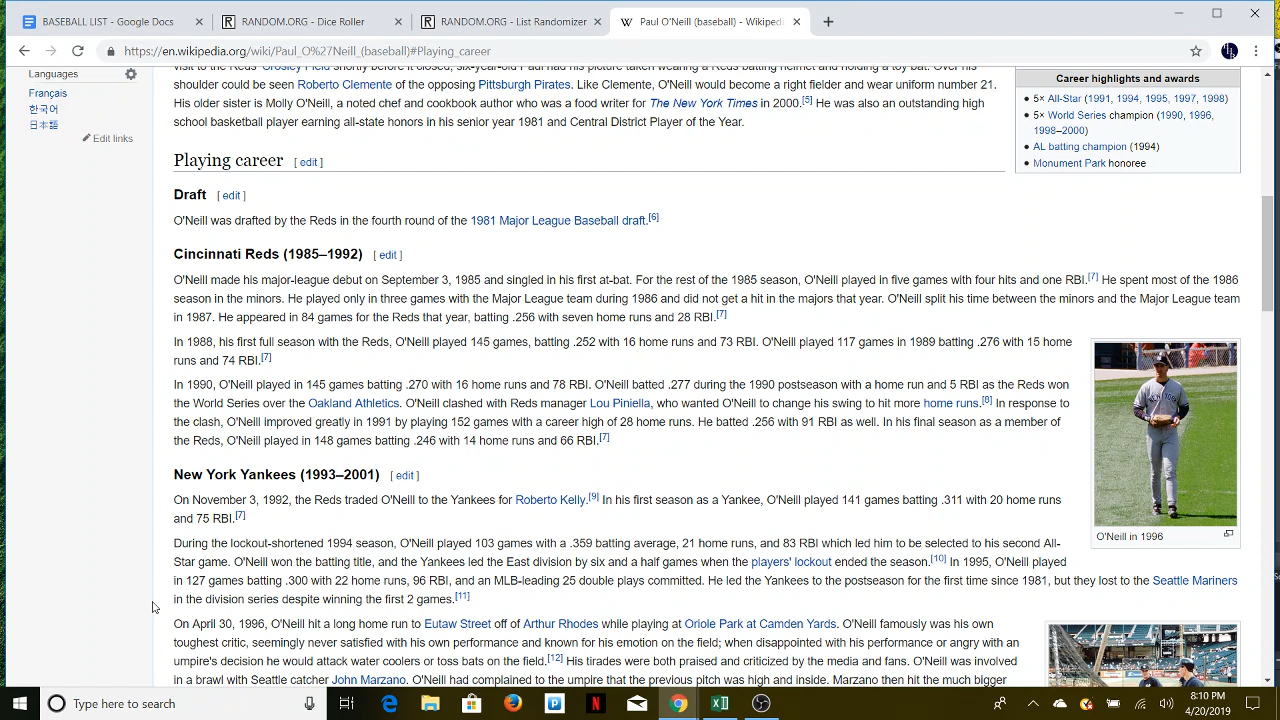 BASEBALL LIST - Google Docs
RANDOM.ORG - Dice Roller
RANDOM.ORG - List Randomizer
Paul O'Neill (baseball) - Wikipedi
https://en.wikipedia.org/wiki/Paul_O%27Neill_(baseball)#Playing_career
Languages
Français
한국어
日本語
Edit links
visit to the Reds' Crosley Field shortly before it closed, six-year-old Paul had his picture taken wearing a Reds batting helmet and holding a toy bat. Over his
shoulder could be seen Roberto Clemente of the opposing Pittsburgh Pirates. Like Clemente, O'Neill would become a right fielder and wear uniform number 21.
His older sister is Molly O'Neill, a noted chef and cookbook author who was a food writer for The New York Times in 2000.[5] He was also an outstanding high
school basketball player earning all-state honors in his senior year 1981 and Central District Player of the Year.
Career highlights and awards
5× All-Star (1991, 1994, 1995, 1997, 1998)
5× World Series champion (1990, 1996,
1998–2000)
AL batting champion (1994)
Monument Park honoree
Playing career [ edit ]
Draft [ edit ]
O'Neill was drafted by the Reds in the fourth round of the 1981 Major League Baseball draft.[6]
Cincinnati Reds (1985–1992) [ edit ]
O'Neill made his major-league debut on September 3, 1985 and singled in his first at-bat. For the rest of the 1985 season, O'Neill played in five games with four hits and one RBI.[7] He spent most of the 1986
season in the minors. He played only in three games with the Major League team during 1986 and did not get a hit in the majors that year. O'Neill split his time between the minors and the Major League team
in 1987. He appeared in 84 games for the Reds that year, batting .256 with seven home runs and 28 RBI.[7]
In 1988, his first full season with the Reds, O'Neill played 145 games, batting .252 with 16 home runs and 73 RBI. O'Neill played 117 games in 1989 batting .276 with 15 home
runs and 74 RBI.[7]
In 1990, O'Neill played in 145 games batting .270 with 16 home runs and 78 RBI. O'Neill batted .277 during the 1990 postseason with a home run and 5 RBI as the Reds won
the World Series over the Oakland Athletics. O'Neill clashed with Reds manager Lou Piniella, who wanted O'Neill to change his swing to hit more home runs.[8] In response to
the clash, O'Neill improved greatly in 1991 by playing 152 games with a career high of 28 home runs. He batted .256 with 91 RBI as well. In his final season as a member of
the Reds, O'Neill played in 148 games batting .246 with 14 home runs and 66 RBI.[7]
NEW YORK
O'Neill in 1996
New York Yankees (1993–2001) [ edit ]
On November 3, 1992, the Reds traded O'Neill to the Yankees for Roberto Kelly.[9] In his first season as a Yankee, O'Neill played 141 games batting .311 with 20 home runs
and 75 RBI.[7]
During the lockout-shortened 1994 season, O'Neill played 103 games with a .359 batting average, 21 home runs, and 83 RBI which led him to be selected to his second All-
Star game. O'Neill won the batting title, and the Yankees led the East division by six and a half games when the players' lockout ended the season.[10] In 1995, O'Neill played
in 127 games batting .300 with 22 home runs, 96 RBI, and an MLB-leading 25 double plays committed. He led the Yankees to the postseason for the first time since 1981, but they lost to the Seattle Mariners
in the division series despite winning the first 2 games.[11]
On April 30, 1996, O'Neill hit a long home run to Eutaw Street off of Arthur Rhodes while playing at Oriole Park at Camden Yards. O'Neill famously was his own
toughest critic, seemingly never satisfied with his own performance and known for his emotion on the field; when disappointed with his performance or angry with an
umpire's decision he would attack water coolers or toss bats on the field.[12] His tirades were both praised and criticized by the media and fans. O'Neill was involved
in a brawl with Seattle catcher John Marzano. O'Neill had complained to the umpire that the previous pitch was high and inside. Marzano then hit the much bigger
Type here to search
8:10 PM
4/20/2019